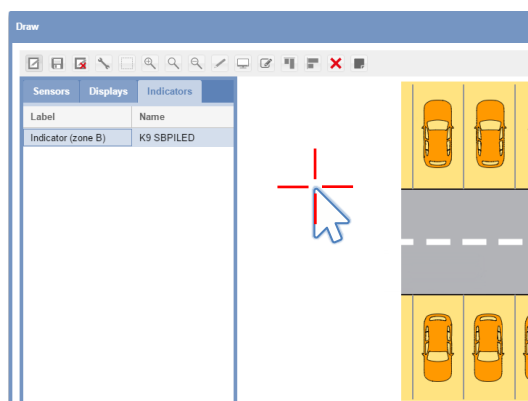 Draw
Sensors Displays Indicators
Label Name
Indicator (zone B) K9 SBPILED